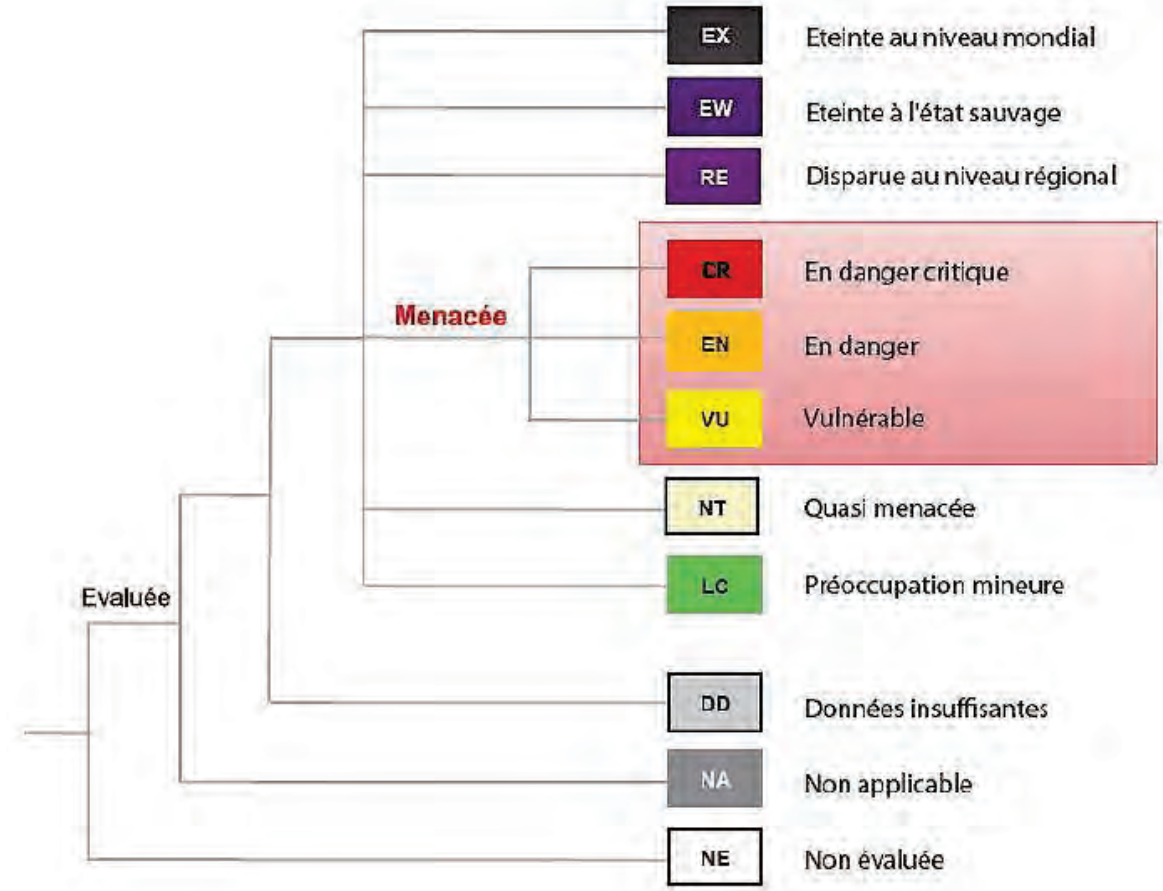 EX Eteinte au niveau mondial
EW Eteinte à l'état sauvage
RE Disparue au niveau régional
CR En danger critique
Menacée
EN En danger
VU Vulnérable
NT Quasi menacée
LC Préoccupation mineure
Evaluée
DD Données insuffisantes
NA Non applicable
NE Non évaluée